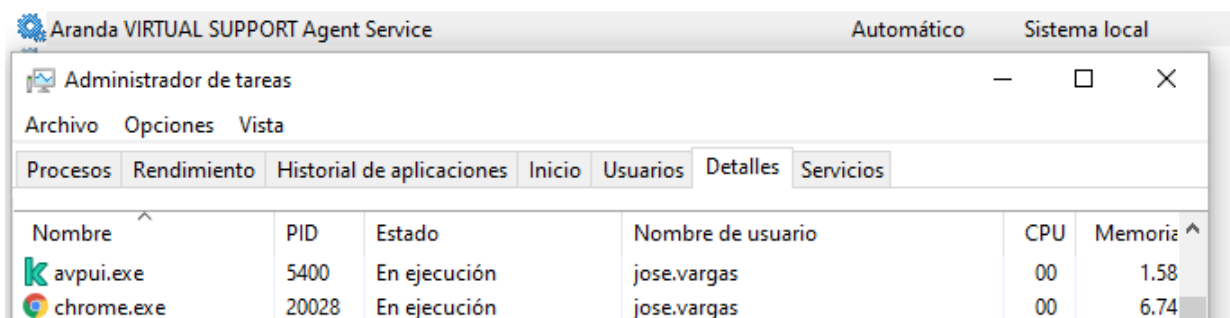 Aranda VIRTUAL SUPPORT Agent Service Automático Sistema local
Administrador de tareas
Archivo Opciones Vista
Procesos Rendimiento Historial de aplicaciones Inicio Usuarios Detalles Servicios
Nombre PID Estado Nombre de usuario CPU Memoria
avpui.exe 5400 En ejecución jose.vargas 00 1.58
chrome.exe 20028 En ejecución jose.vargas 00 6.74